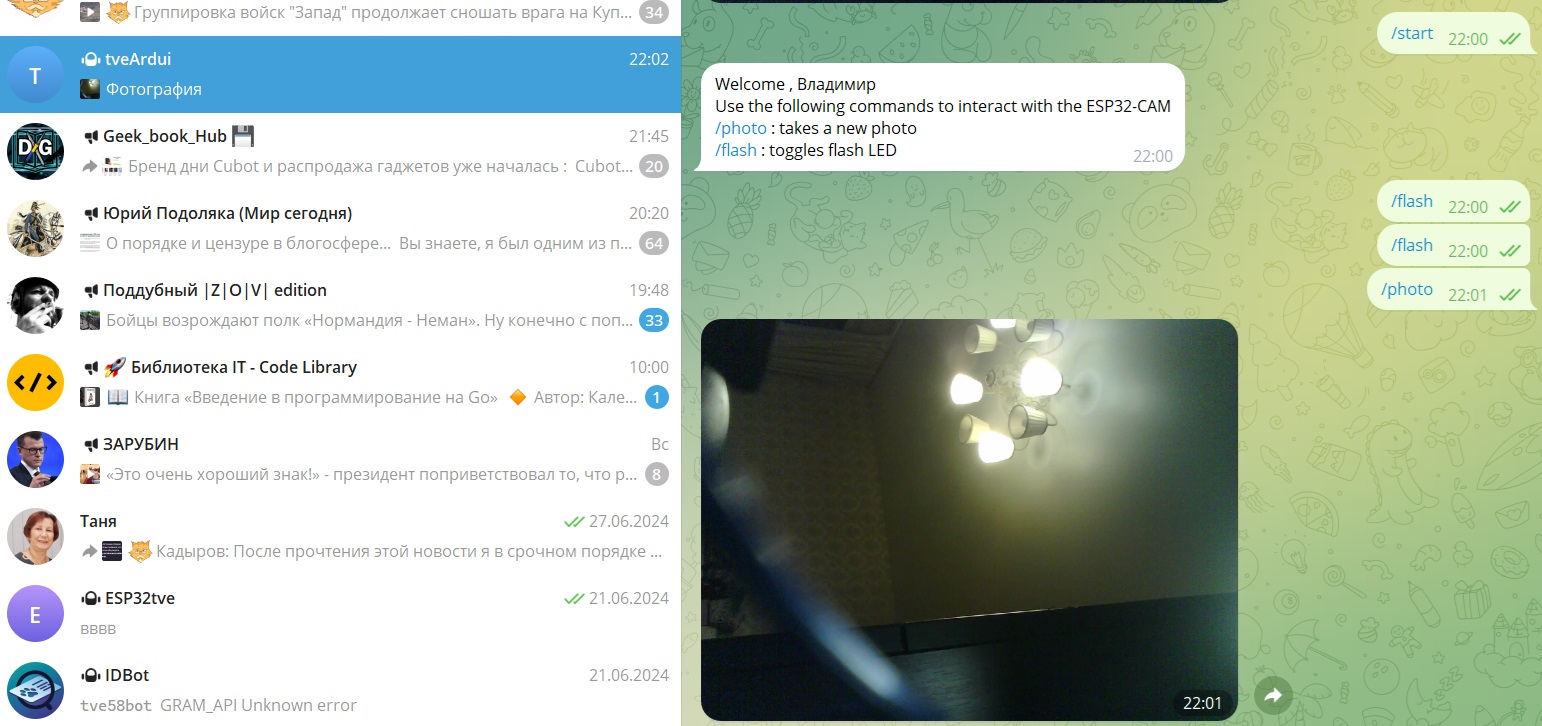 Группировка войск "Запад" продолжает сношать врага на Куп... 34
T
tveArdui 22:02
Фотография
DXG
Geek_book_Hub 21:45
Бренд дни Cubot и распродажа гаджетов уже началась : Cubot... 20
Юрий Подоляка (Мир сегодня) 20:20
О порядке и цензуре в блогосфере... Вы знаете, я был одним из п... 64
Поддубный |Z|O|V| edition 19:48
Бойцы возрождают полк «Нормандия - Неман». Ну конечно с поп... 33
</>
Библиотека IT - Code Library 10:00
Книга «Введение в программирование на Go» Автор: Кале... 1
ЗАРУБИН Вс
«Это очень хороший знак!» - президент поприветствовал то, что р... 8
Таня 27.06.2024
Кадыров: После прочтения этой новости я в срочном порядке ...
E
ESP32tve 21.06.2024
вввв
IDBot 21.06.2024
tve58bot GRAM_API Unknown error
/start 22:00
Welcome , Владимир
Use the following commands to interact with the ESP32-CAM
/photo : takes a new photo
/flash : toggles flash LED
22:00
/flash 22:00
/flash 22:00
/photo 22:01
22:01